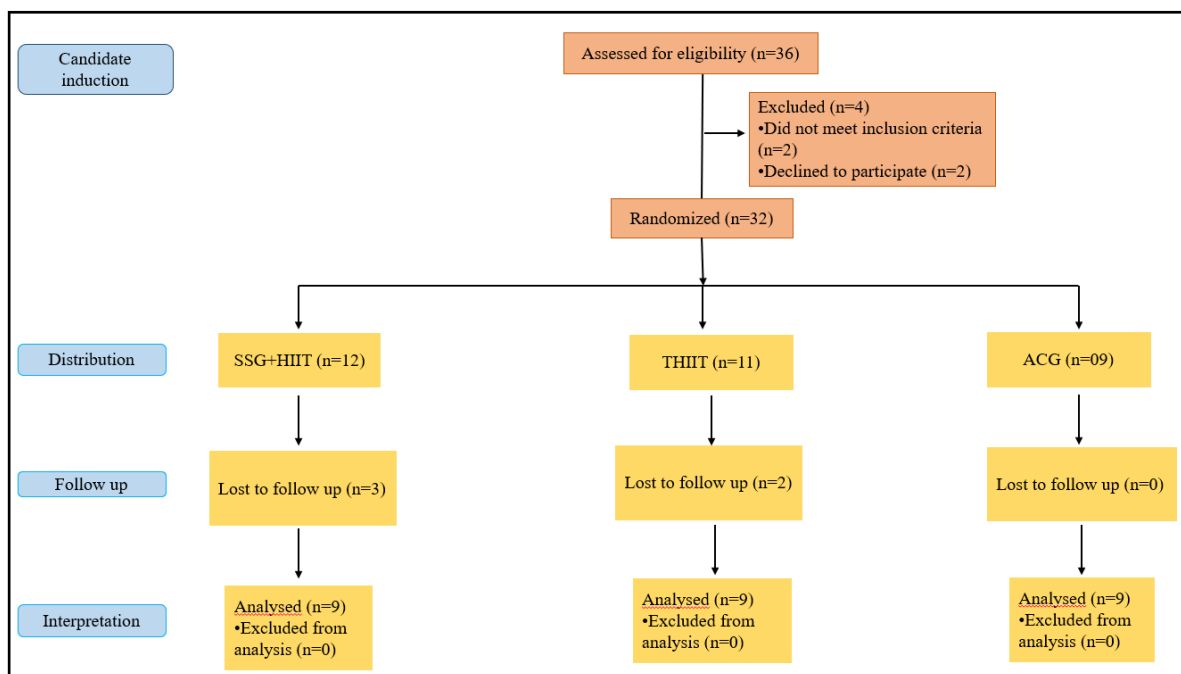 Candidate
induction
Assessed for eligibility (n=36)
Excluded (n=4)
•Did not meet inclusion criteria
(n=2)
•Declined to participate (n=2)
Randomized (n=32)
Distribution
SSG+HIIT (n=12)
THIIT (n=11)
ACG (n=09)
Follow up
Lost to follow up (n=3)
Lost to follow up (n=2)
Lost to follow up (n=0)
Interpretation
Analysed (n=9)
•Excluded from
analysis (n=0)
Analysed (n=9)
•Excluded from
analysis (n=0)
Analysed (n=9)
•Excluded from
analysis (n=0)